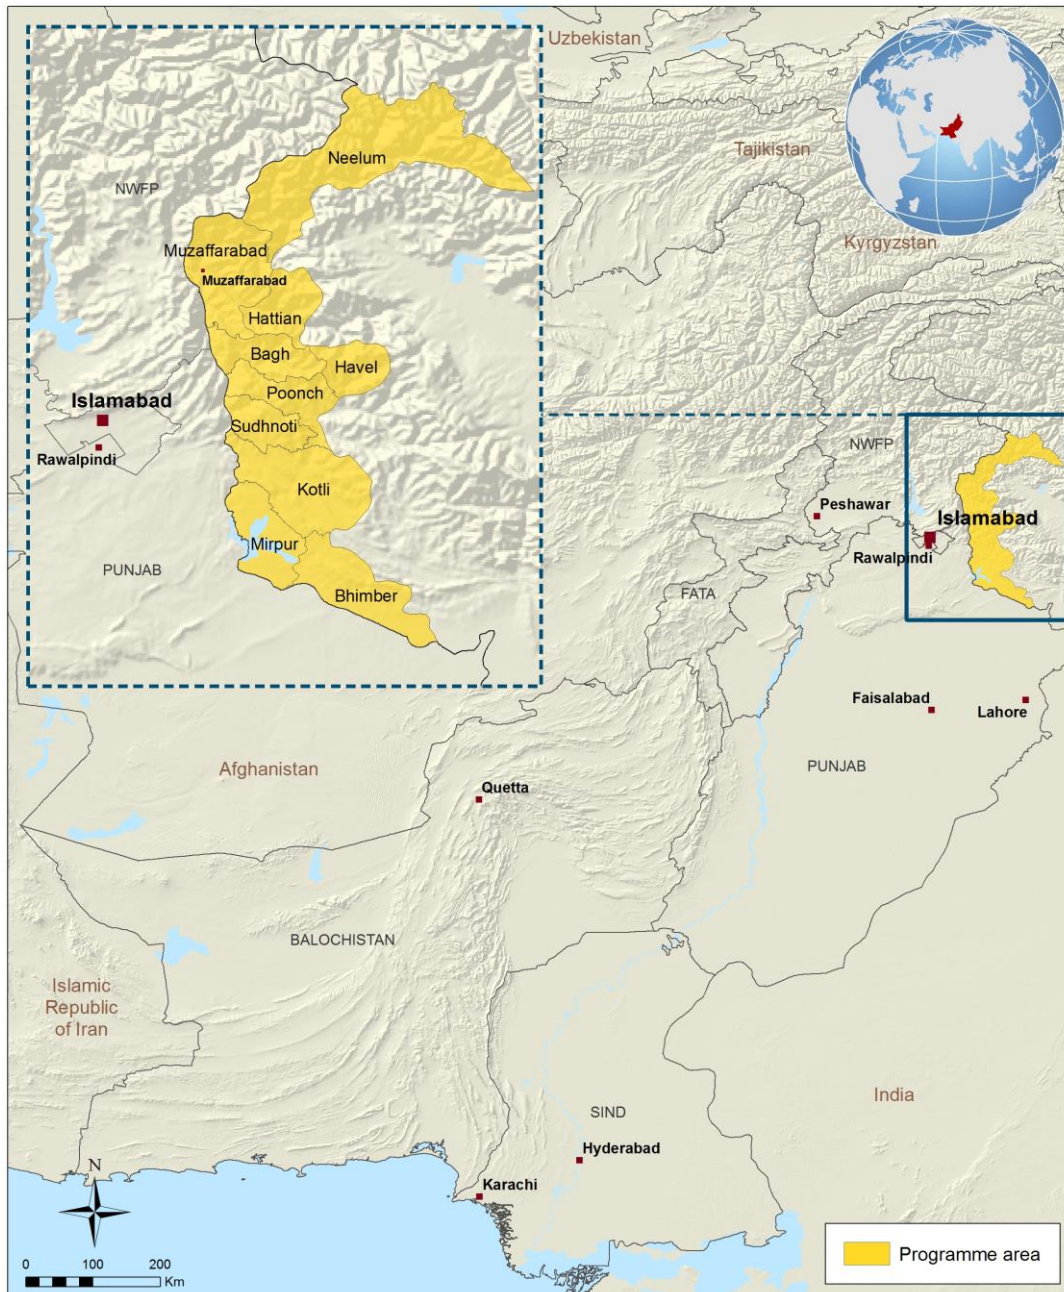 Uzbekistan
Tajikistan
Kyrgyzstan
Neelum
NWFP
Muzaffarabad
Muzaffarabad
Hattian
Bagh
Havel
Poonch
Islamabad
Sudhnoti
Rawalpindi
Kotli
Mirpur
PUNJAB
Bhimber
NWFP
Peshawar
Islamabad
Rawalpindi
FATA
Faisalabad
Lahore
Afghanistan
PUNJAB
Quetta
BALOCHISTAN
Islamic
Republic
of Iran
India
SIND
Hyderabad
Karachi
N
0 50 100 200
Km
Programme area